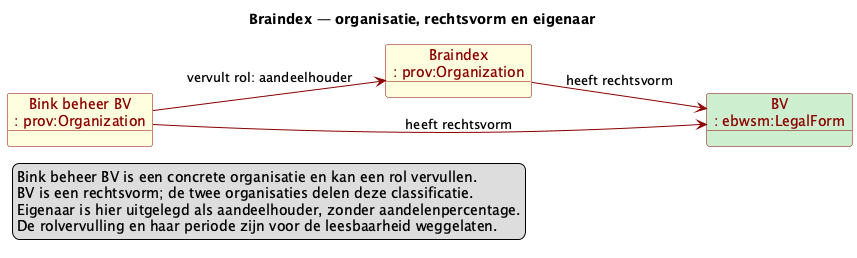 Braindex — organisatie, rechtsvorm en eigenaar
Braindex
: prov:Organization
vervult rol: aandeelhouder
heeft rechtsvorm
Bink beheer BV
: prov:Organization
BV
: ebwsm:LegalForm
heeft rechtsvorm
Bink beheer BV is een concrete organisatie en kan een rol vervullen.
BV is een rechtsvorm; de twee organisaties delen deze classificatie.
Eigenaar is hier uitgelegd als aandeelhouder, zonder aandelenpercentage.
De rolvervulling en haar periode zijn voor de leesbaarheid weggelaten.